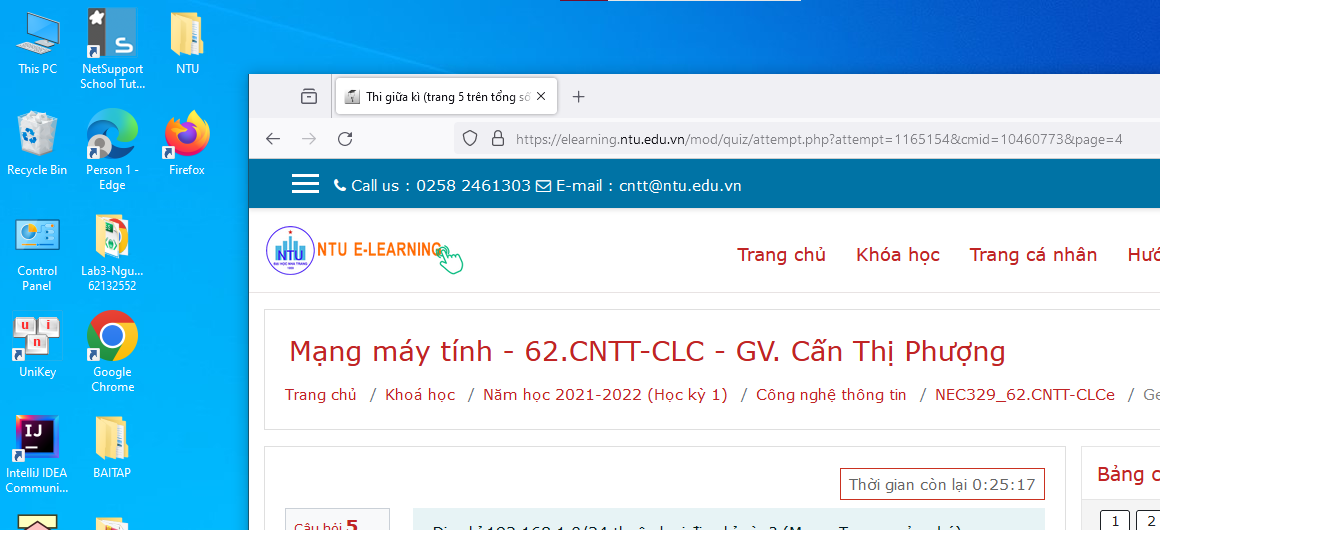 This PC
NetSupport
School Tut...
NTU
Recycle Bin
Person 1 -
Edge
Firefox
Control
Panel
Lab3-Ngu...
62132552
UniKey
Google
Chrome
IntelliJ IDEA
Communi...
BAITAP
Thi giữa kì (trang 5 trên tổng số
https://elearning.ntu.edu.vn/mod/quiz/attempt.php?attempt=1165154&cmid=10460773&page=4
Call us : 0258 2461303 E-mail : cntt@ntu.edu.vn
NTU
NTU E-LEARNING
Trang chủ Khóa học Trang cá nhân Hướ
Mạng máy tính - 62.CNTT-CLC - GV. Cấn Thị Phượng
Trang chủ / Khoá học / Năm học 2021-2022 (Học kỳ 1) / Công nghệ thông tin / NEC329_62.CNTT-CLCe / Ge
Thời gian còn lại 0:25:17
Bảng c
1 2
Câu hỏi 5